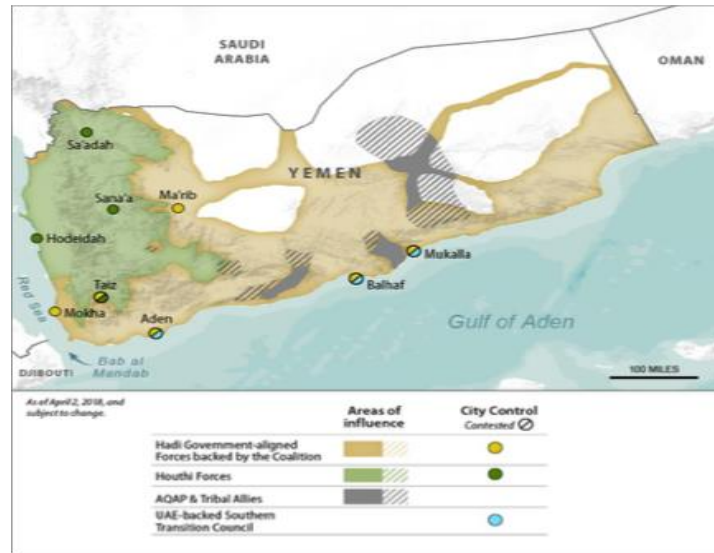 SAUDI
ARABIA
OMAN
Sa'adah
YEMEN
Ma'rib
Sana'a
Hodeidah
Mukalla
Taiz
Balhaf
Red Sea
Mokha
Aden
Gulf of Aden
Bab al
Mandab
DJIBOUTI
100 MILES
As of April 2, 2018, and
subject to change.
Areas of
influence
City Control
Contested
Hadi Government-aligned
Forces backed by the Coalition
Houthi Forces
AQAP & Tribal Allies
UAE-backed Southern
Transition Council